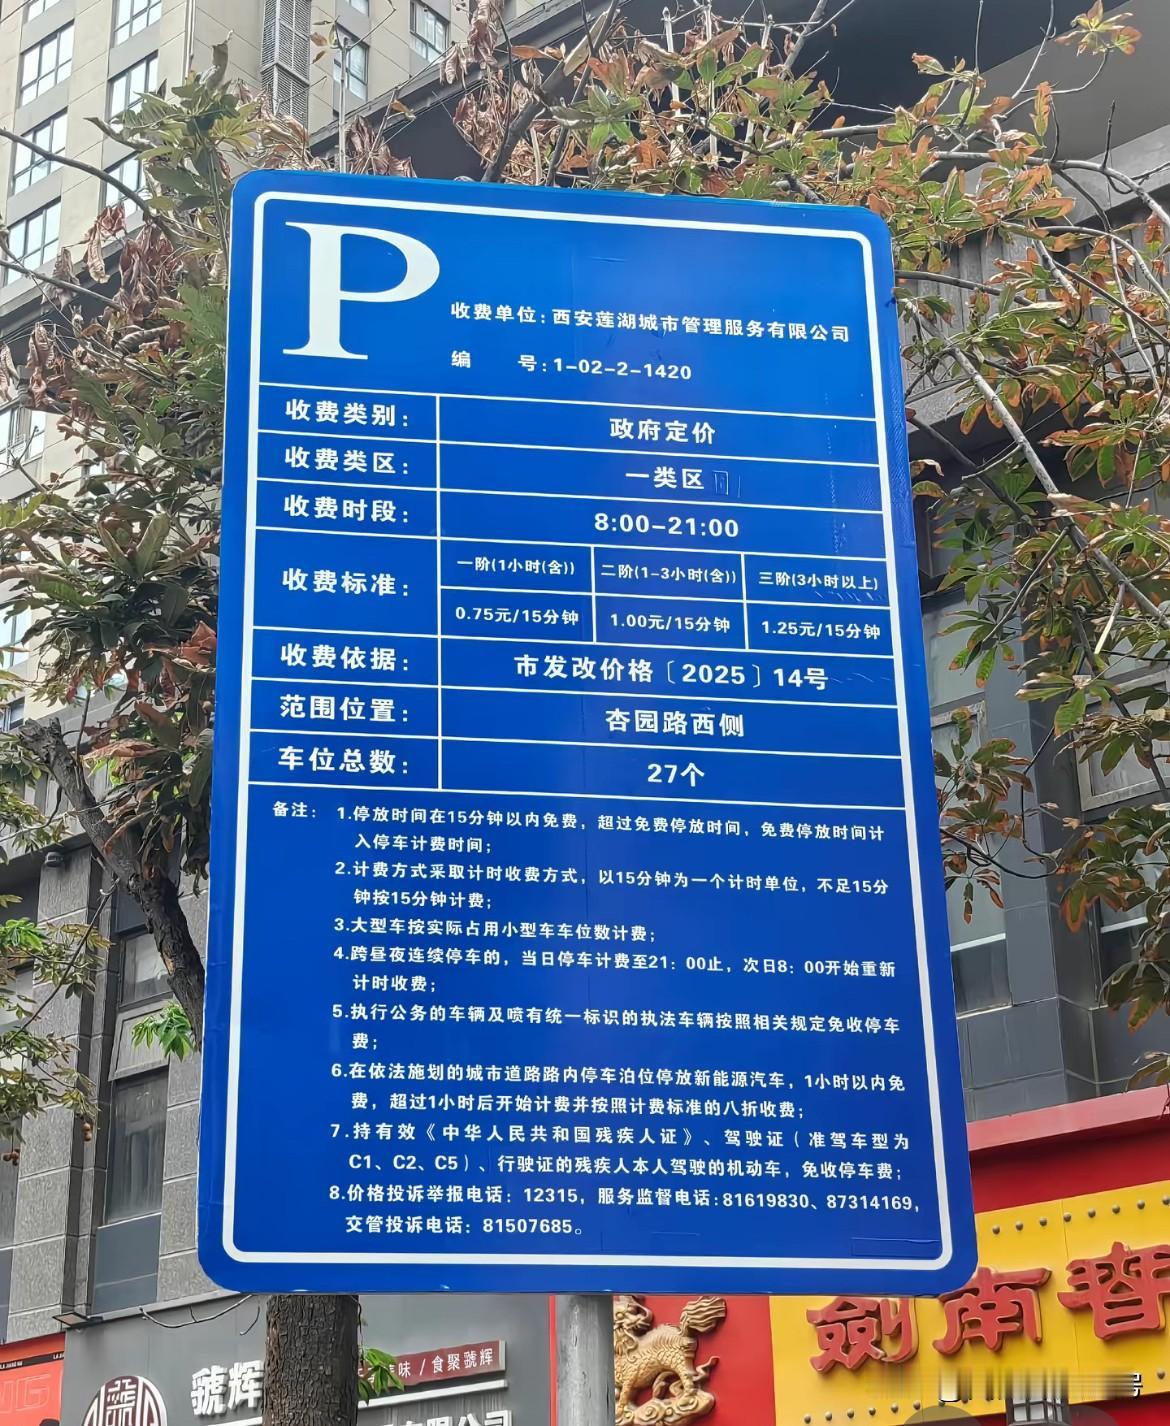 P
收费单位：西安莲湖城市管理服务有限公司
编　　号：1-02-2-1420
收费类别： 政府定价
收费类区： 一类区
收费时段： 8:00-21:00
收费标准：
一阶(1小时(含)) 二阶(1-3小时(含)) 三阶(3小时以上)
0.75元/15分钟 1.00元/15分钟 1.25元/15分钟
收费依据： 市发改价格〔2025〕14号
范围位置： 杏园路西侧
车位总数： 27个
备注： 1.停放时间在15分钟以内免费，超过免费停放时间，免费停放时间计
入停车计费时间；
2.计费方式采取计时收费方式，以15分钟为一个计时单位，不足15分
钟按15分钟计费；
3.大型车按实际占用小型车车位数计费；
4.跨昼夜连续停车的，当日停车计费至21：00止，次日8：00开始重新
计时收费；
5.执行公务的车辆及喷有统一标识的执法车辆按照相关规定免收停车
费；
6.在依法施划的城市道路路内停车泊位停放新能源汽车，1小时以内免
费，超过1小时后开始计费并按照计费标准的八折收费；
7.持有效《中华人民共和国残疾人证》、驾驶证（准驾车型为
C1、C2、C5）、行驶证的残疾人本人驾驶的机动车，免收停车费；
8.价格投诉举报电话：12315，服务监督电话：81619830、87314169，
交管投诉电话：81507685。
剑南春
虢辉
味/食聚虢辉
有限公司
号